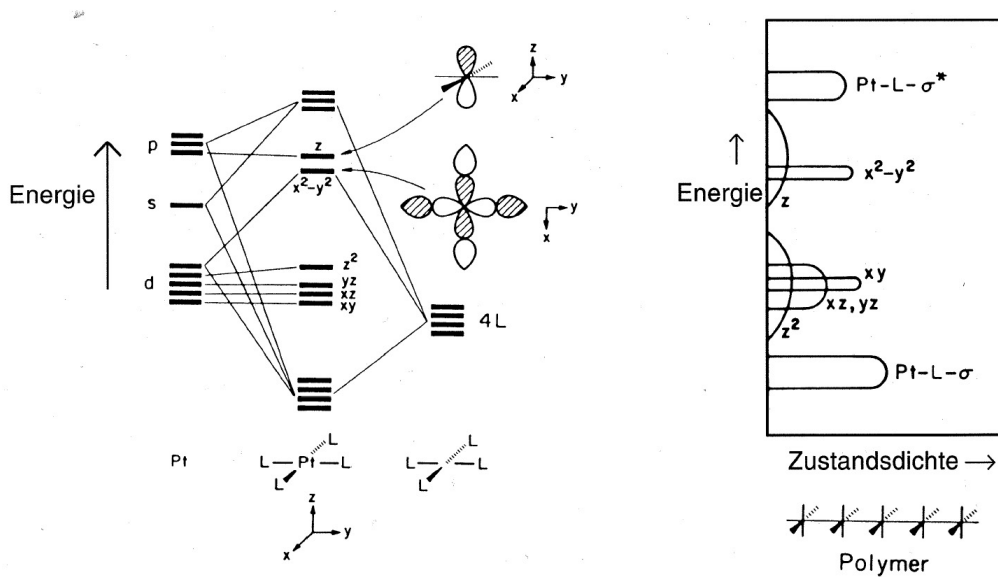 z
y
x
Pt-L-σ*
p
z
x²-y²
Energie
s
Energie
x²-y²
z
y
x
d
z²
yz
xz
xy
4L
xy
xz, yz
z²
Pt-L-σ
Pt
L
L-Pt-L
L
L
L L
L
z
y
x
Zustandsdichte →
Polymer